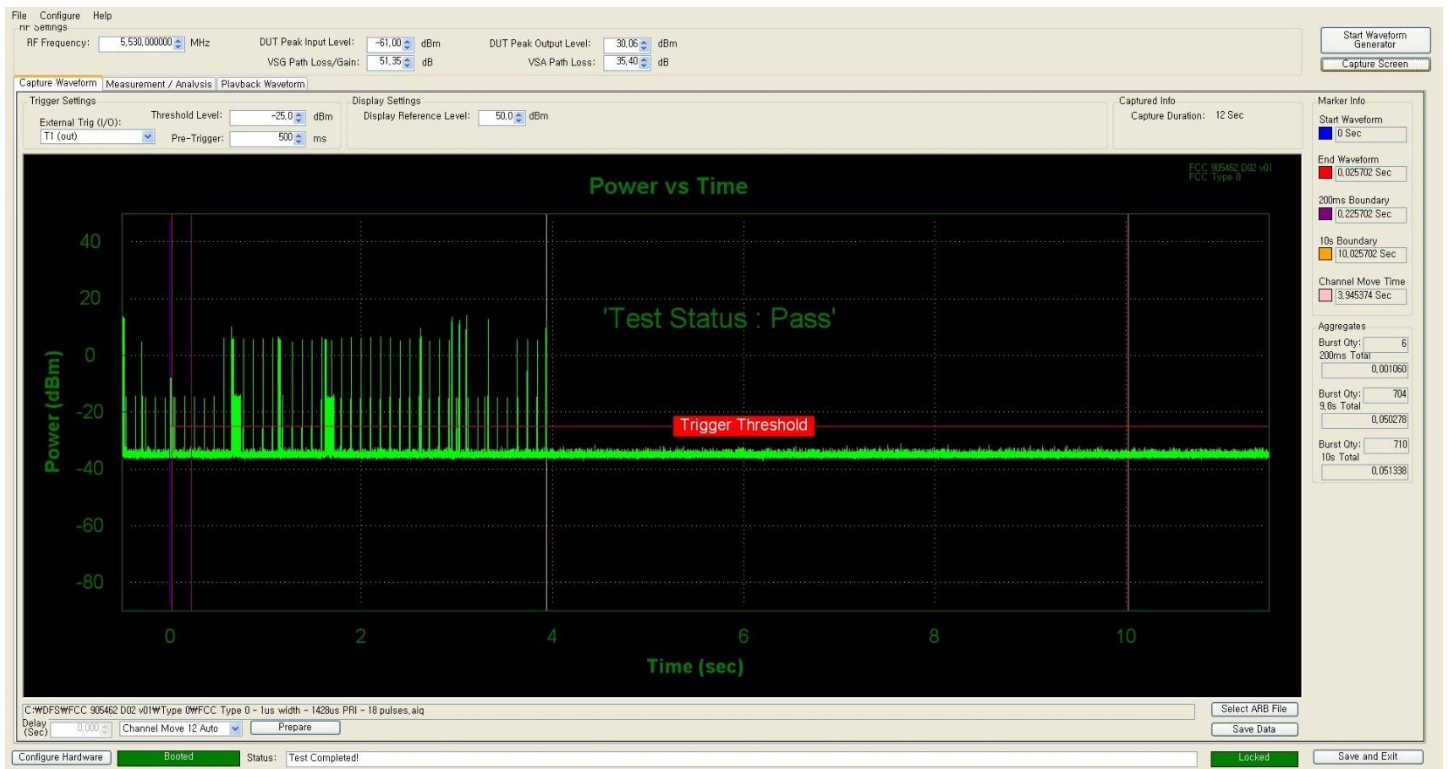 File Configure Help
RF Settings
RF Frequency: 5,530,000000 MHz DUT Peak Input Level: -61,00 dBm DUT Peak Output Level: 30,06 dBm
VSG Path Loss/Gain: 51,35 dB VSA Path Loss: 35,40 dB
Start Waveform Generator
Capture Screen
Capture Waveform Measurement / Analysis Playback Waveform
Trigger Settings
External Trig (I/O): Threshold Level: -25,0 dBm
T1 (out) Pre-Trigger: 500 ms
Display Settings
Display Reference Level: 50,0 dBm
Captured Info
Capture Duration: 12 Sec
Marker Info
Start Waveform
0 Sec
End Waveform
0,025702 Sec
200ms Boundary
0,225702 Sec
10s Boundary
10,025702 Sec
Channel Move Time
3,945374 Sec
Aggregates
Burst Qty: 6
200ms Total
0,001060
Burst Qty: 704
9,8s Total
0,050278
Burst Qty: 710
10s Total
0,051338
FCC 905462 D02 v01
FCC Type 0
Power vs Time
'Test Status : Pass'
Trigger Threshold
Power (dBm)
40
20
0
-20
-40
-60
-80
0 2 4 6 8 10
Time (sec)
C:₩DFS₩FCC 905462 D02 v01₩Type 0₩FCC Type 0 - 1us width - 1428us PRI - 18 pulses,aiq
Select ARB File
Delay (Sec) 0,000 Channel Move 12 Auto Prepare
Save Data
Configure Hardware Booted Status: Test Completed! Locked Save and Exit